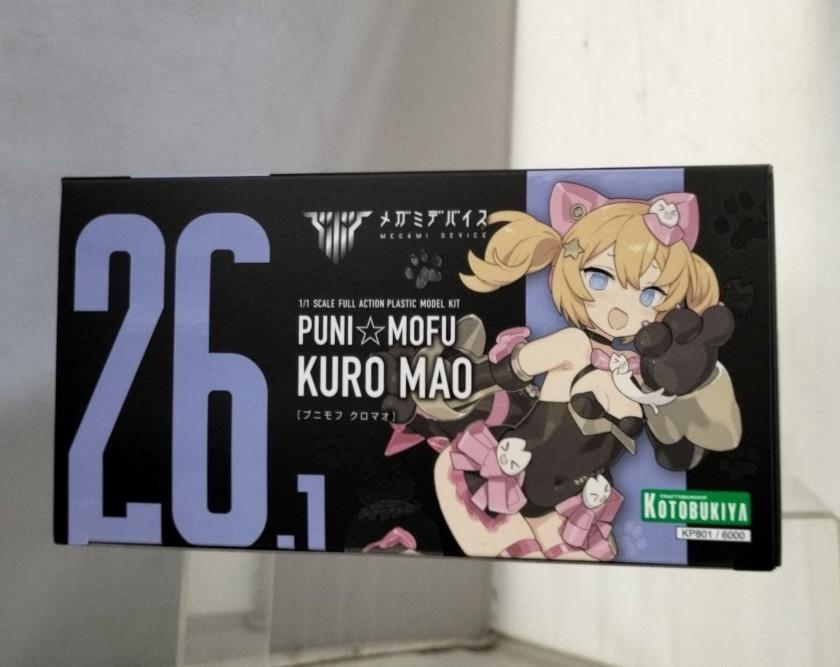 26.1
メガミデバイス
MEGAMI DEVICE
1/1 SCALE FULL ACTION PLASTIC MODEL KIT
PUNI☆MOFU
KURO MAO
[プニモフ クロマオ]
CRAFTSMANSHIP
KOTOBUKIYA
KP801 / 6000